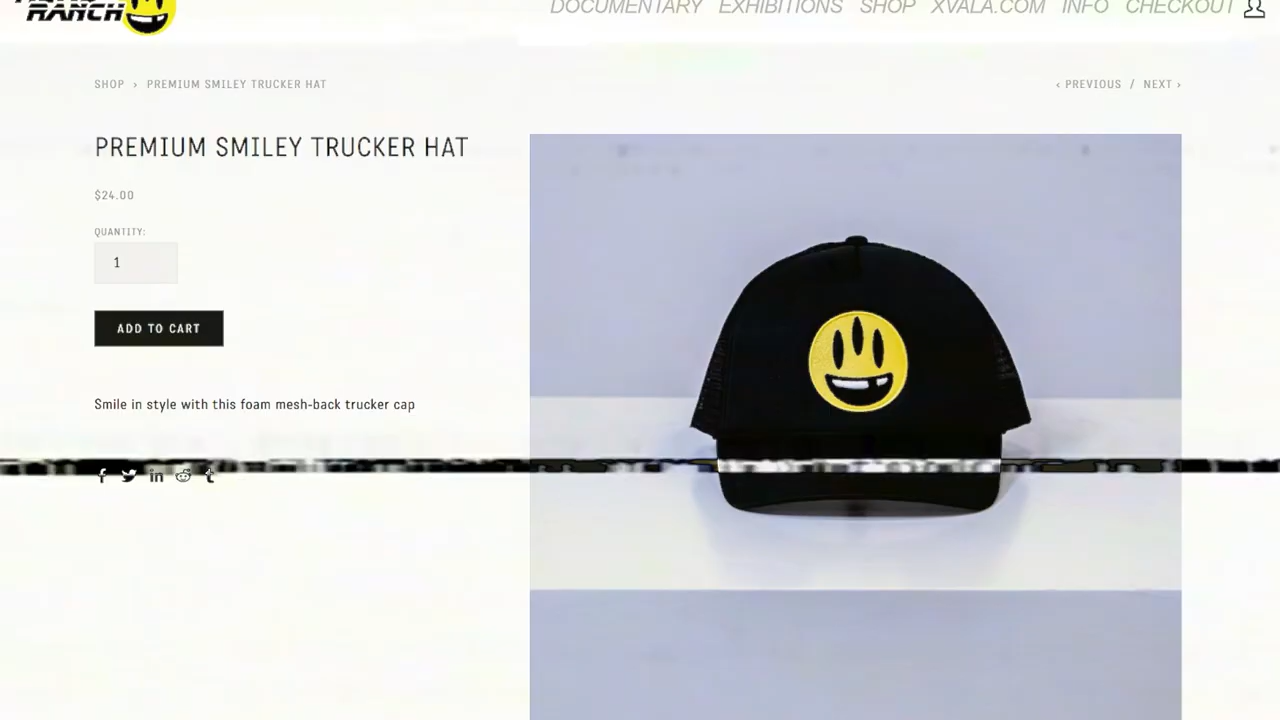 RANCH
DOCUMENTARY EXHIBITIONS SHOP XVALA.COM INFO CHECKOUT
SHOP › PREMIUM SMILEY TRUCKER HAT
‹ PREVIOUS / NEXT ›
PREMIUM SMILEY TRUCKER HAT
$24.00
QUANTITY:
1
ADD TO CART
Smile in style with this foam mesh-back trucker cap